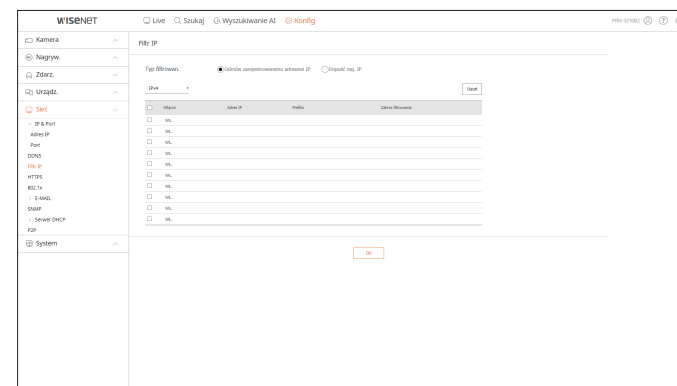 WISENET
Live Szukaj Wyszukiwanie AI Konfig
PRN-3210B2
Kamera
Nagryw.
Zdarz.
Urządz.
Sieć
IP & Port
Adres IP
Port
DDNS
Filtr IP
HTTPS
802.1x
E-MAIL
SNMP
Serwer DHCP
P2P
System
Filtr IP
Typ filtrowan. Odmów zarejestrowanemu adresowi IP Dopuść rej. IP
IPv4 Usuń
Włącze Adres IP Prefiks Zakres filtrowania
WŁ.
WŁ.
WŁ.
WŁ.
WŁ.
WŁ.
WŁ.
WŁ.
WŁ.
WŁ.
OK